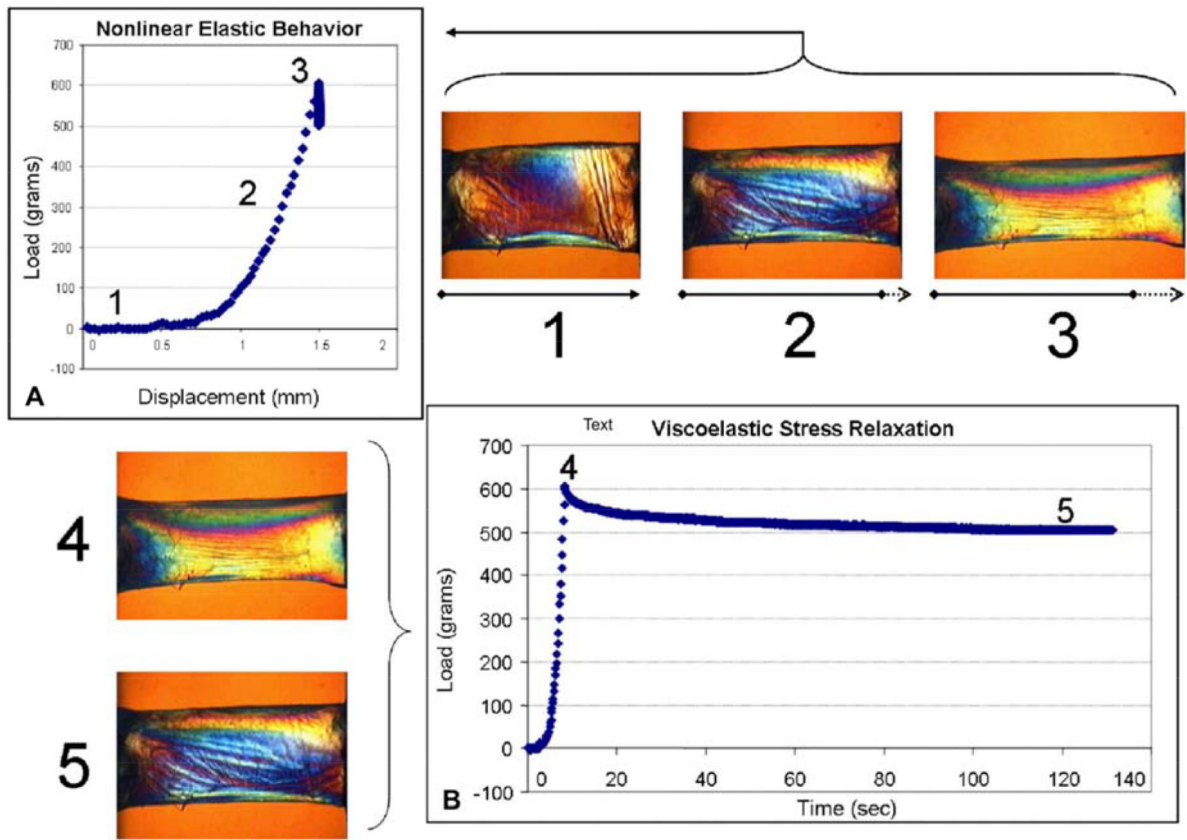 Nonlinear Elastic Behavior
700
600
500
400
300
200
100
0
-100
Load (grams)
0 0.5 1 1.5 2
Displacement (mm)
1
2
3
A
1 2 3
4
5
Text
Viscoelastic Stress Relaxation
700
600
500
400
300
200
100
0
-100
Load (grams)
0 20 40 60 80 100 120 140
Time (sec)
4
5
B